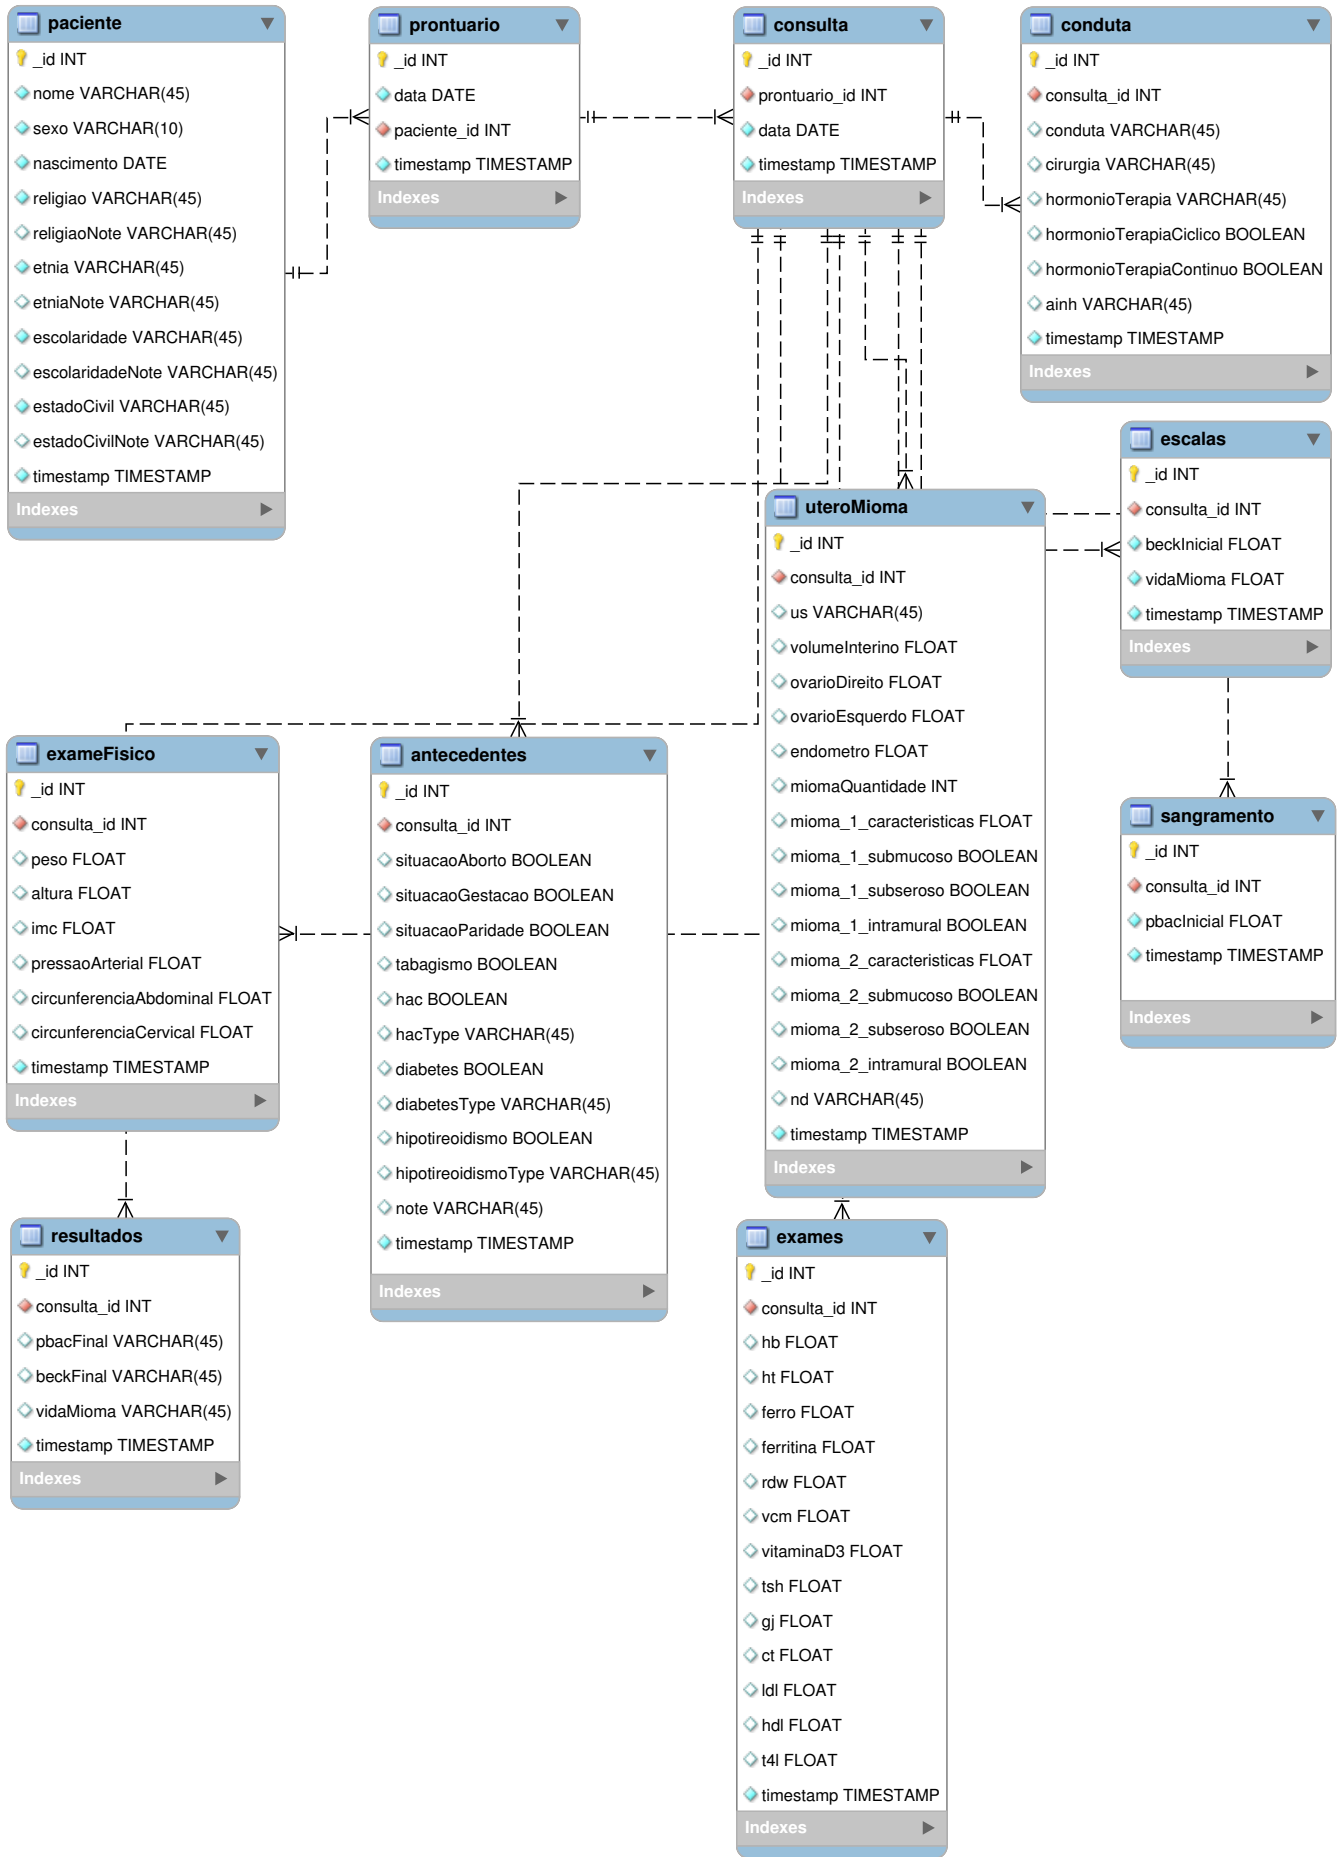 paciente
_id INT
nome VARCHAR(45)
sexo VARCHAR(10)
nascimento DATE
religiao VARCHAR(45)
religiaoNote VARCHAR(45)
etnia VARCHAR(45)
etniaNote VARCHAR(45)
escolaridade VARCHAR(45)
escolaridadeNote VARCHAR(45)
estadoCivil VARCHAR(45)
estadoCivilNote VARCHAR(45)
timestamp TIMESTAMP
Indexes
prontuario
_id INT
data DATE
paciente_id INT
timestamp TIMESTAMP
Indexes
consulta
_id INT
prontuario_id INT
data DATE
timestamp TIMESTAMP
Indexes
conduta
_id INT
consulta_id INT
conduta VARCHAR(45)
cirurgia VARCHAR(45)
hormonioTerapia VARCHAR(45)
hormonioTerapiaCiclico BOOLEAN
hormonioTerapiaContinuo BOOLEAN
ainh VARCHAR(45)
timestamp TIMESTAMP
Indexes
escalas
_id INT
consulta_id INT
beckInicial FLOAT
vidaMioma FLOAT
timestamp TIMESTAMP
Indexes
uteroMioma
_id INT
consulta_id INT
us VARCHAR(45)
volumeInterino FLOAT
ovarioDireito FLOAT
ovarioEsquerdo FLOAT
endometro FLOAT
miomaQuantidade INT
mioma_1_caracteristicas FLOAT
mioma_1_submucoso BOOLEAN
mioma_1_subseroso BOOLEAN
mioma_1_intramural BOOLEAN
mioma_2_caracteristicas FLOAT
mioma_2_submucoso BOOLEAN
mioma_2_subseroso BOOLEAN
mioma_2_intramural BOOLEAN
nd VARCHAR(45)
timestamp TIMESTAMP
Indexes
exameFisico
_id INT
consulta_id INT
peso FLOAT
altura FLOAT
imc FLOAT
pressaoArterial FLOAT
circunferenciaAbdominal FLOAT
circunferenciaCervical FLOAT
timestamp TIMESTAMP
Indexes
antecedentes
_id INT
consulta_id INT
situacaoAborto BOOLEAN
situacaoGestacao BOOLEAN
situacaoParidade BOOLEAN
tabagismo BOOLEAN
hac BOOLEAN
hacType VARCHAR(45)
diabetes BOOLEAN
diabetesType VARCHAR(45)
hipotireoidismo BOOLEAN
hipotireoidismoType VARCHAR(45)
note VARCHAR(45)
timestamp TIMESTAMP
Indexes
sangramento
_id INT
consulta_id INT
pbacInicial FLOAT
timestamp TIMESTAMP
Indexes
resultados
_id INT
consulta_id INT
pbacFinal VARCHAR(45)
beckFinal VARCHAR(45)
vidaMioma VARCHAR(45)
timestamp TIMESTAMP
Indexes
exames
_id INT
consulta_id INT
hb FLOAT
ht FLOAT
ferro FLOAT
ferritina FLOAT
rdw FLOAT
vcm FLOAT
vitaminaD3 FLOAT
tsh FLOAT
gj FLOAT
ct FLOAT
ldl FLOAT
hdl FLOAT
t4l FLOAT
timestamp TIMESTAMP
Indexes